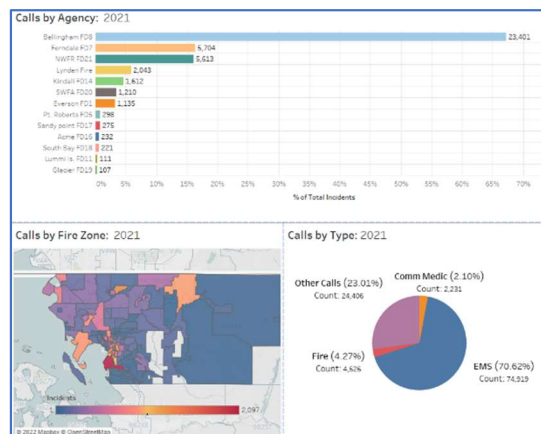 Calls by Agency: 2021
Bellingham FD8 23,401
Ferndale FD7 5,704
NWFR FD21 5,613
Lynden Fire 2,043
Kindall FD14 1,612
SWFA FD20 1,210
Everson FD1 1,135
Pt. Roberts FD5 298
Sandy point FD17 275
Acme FD16 232
South Bay FD18 221
Lummi Is. FD11 111
Glacier FD19 107
0% 5% 10% 15% 20% 25% 30% 35% 40% 45% 50% 55% 60% 65% 70%
% of Total Incidents
Calls by Fire Zone: 2021
Incidents
1 2,097
© 2022 Mapbox © OpenStreetMap
Calls by Type: 2021
Other Calls (23.01%)
Count: 24,406
Comm Medic (2.10%)
Count: 2,231
Fire (4.27%)
Count: 4,526
EMS (70.62%)
Count: 74,919